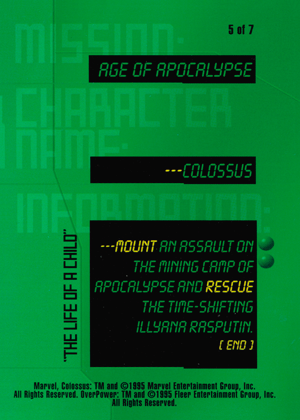 5 of 7
MISSION:
AGE OF APOCALYPSE
CHARACTER
NAME:
---COLOSSUS
INFORMATION:
"THE LIFE OF A CHILD"
---MOUNT AN ASSAULT ON
THE MINING CAMP OF
APOCALYPSE AND RESCUE
THE TIME-SHIFTING
ILLYANA RASPUTIN.
[ END ]
Marvel, Colossus: TM and ©1995 Marvel Entertainment Group, Inc.
All Rights Reserved. OverPower: TM and ©1995 Fleer Entertainment Group, Inc.
All Rights Reserved.